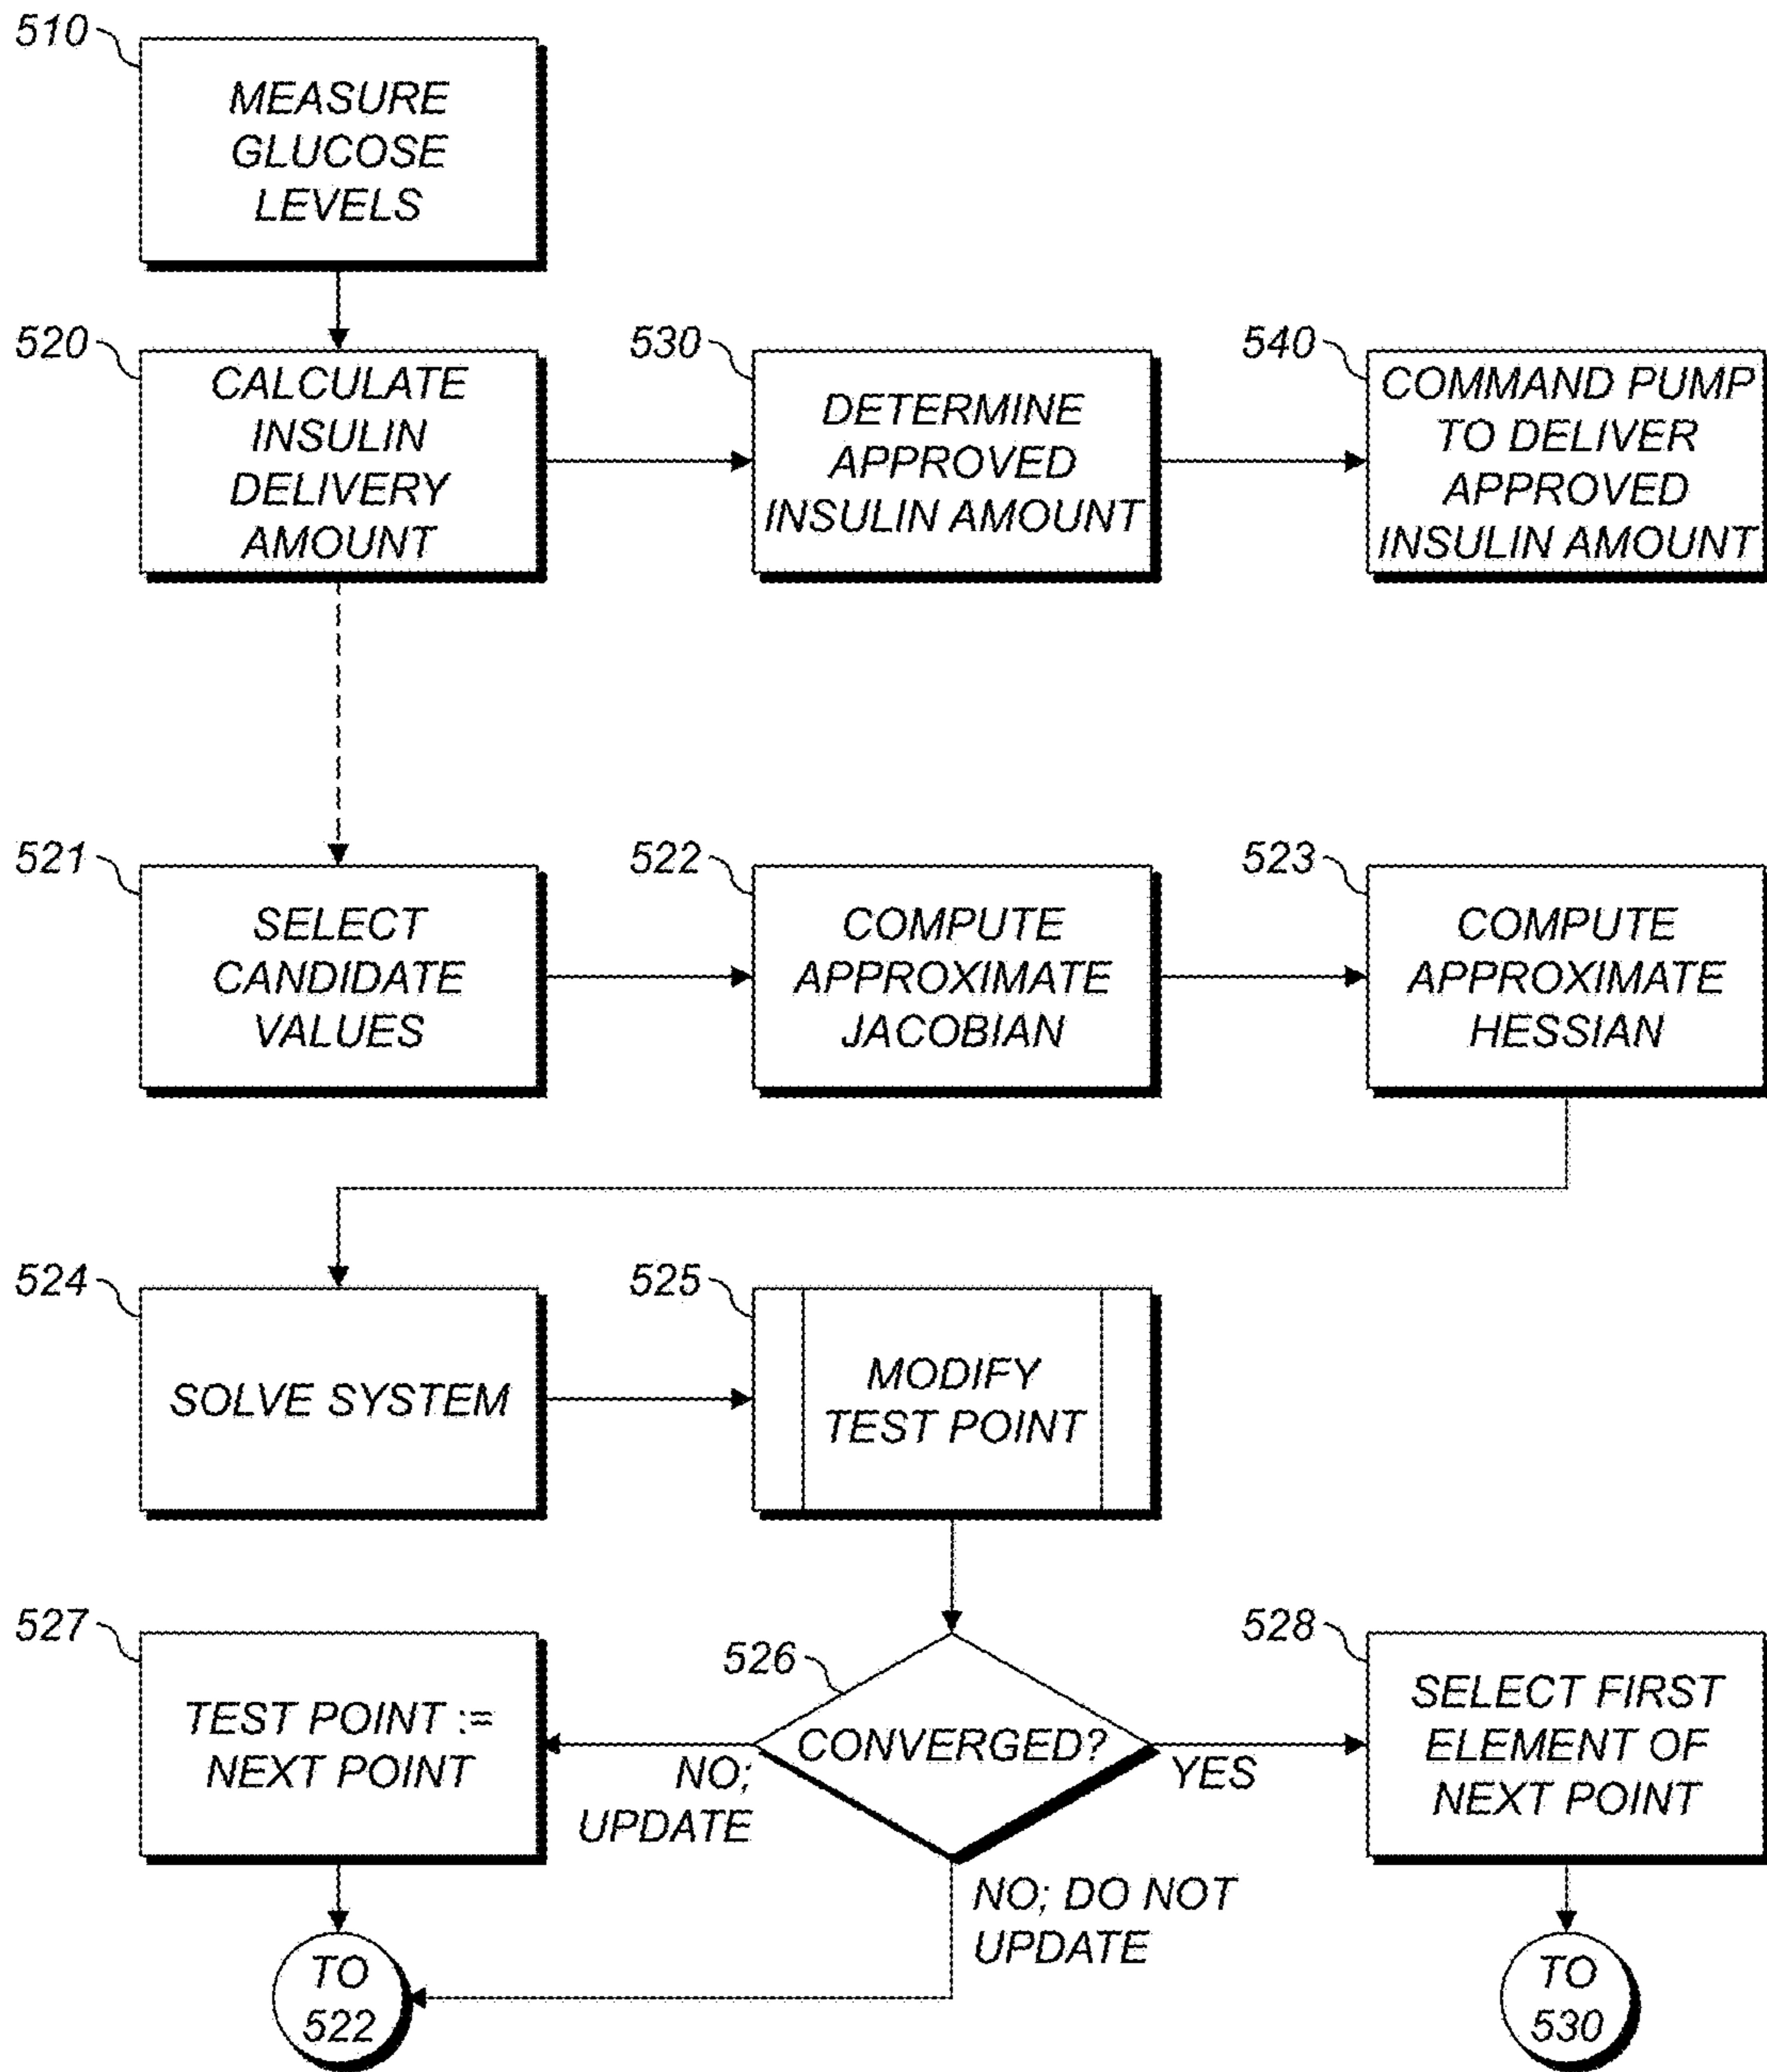 510
MEASURE
GLUCOSE
LEVELS
520
CALCULATE
INSULIN
DELIVERY
AMOUNT
530
DETERMINE
APPROVED
INSULIN AMOUNT
540
COMMAND PUMP
TO DELIVER
APPROVED
INSULIN AMOUNT
521
SELECT
CANDIDATE
VALUES
522
COMPUTE
APPROXIMATE
JACOBIAN
523
COMPUTE
APPROXIMATE
HESSIAN
524
SOLVE SYSTEM
525
MODIFY
TEST POINT
527
TEST POINT :=
NEXT POINT
526
CONVERGED?
NO;
UPDATE
YES
NO; DO NOT
UPDATE
528
SELECT FIRST
ELEMENT OF
NEXT POINT
TO
522
TO
530